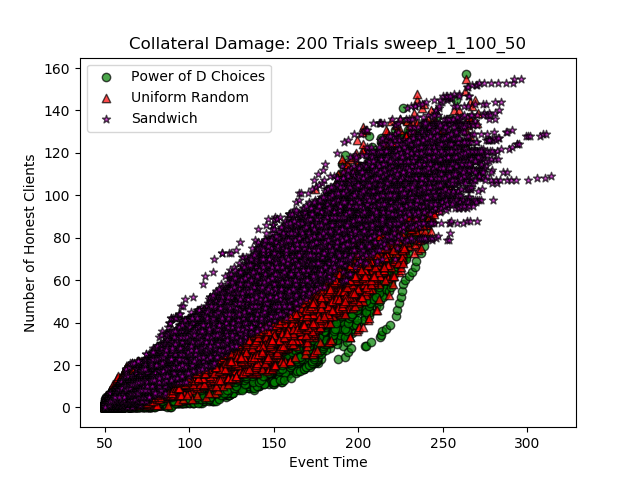 Collateral Damage: 200 Trials sweep_1_100_50
160
140
120
100
80
60
40
20
0
Number of Honest Clients
Power of D Choices
Uniform Random
Sandwich
50
100
150
200
250
300
Event Time